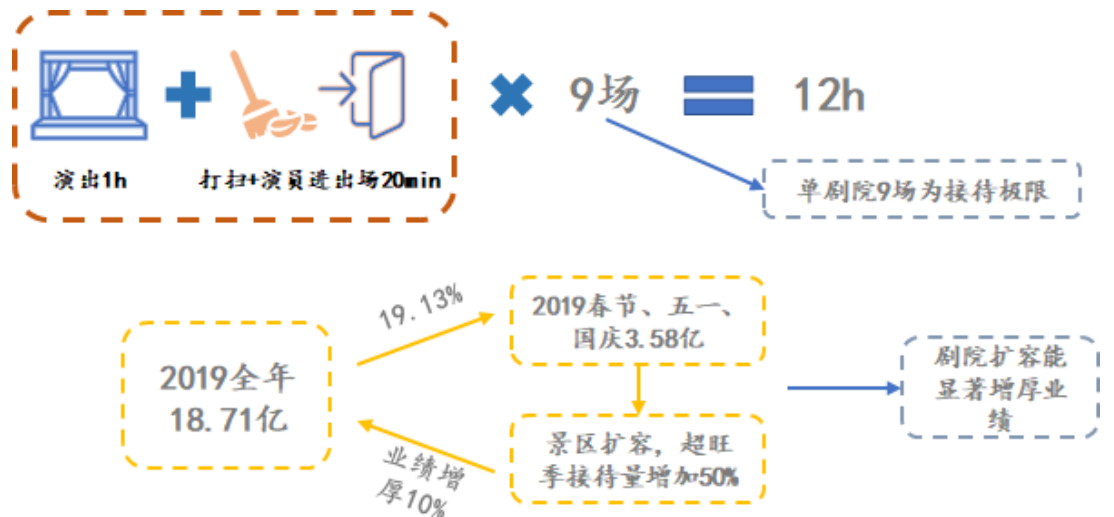 9场
12h
演出1h
打扫+演员进出场20min
单剧院9场为接待极限
19.13%
2019春节、五一、
国庆3.58亿
2019全年
18.71亿
剧院扩容能
显著增厚业
绩
景区扩容，超旺
季接待量增加50%
业绩增
厚10%